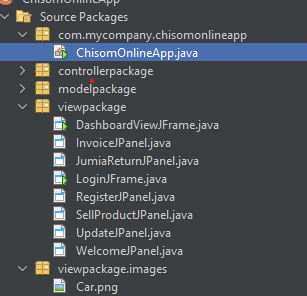 ChisomOnlineApp
Source Packages
com.mycompany.chisomonlineapp
ChisomOnlineApp.java
controllerpackage
modelpackage
viewpackage
DashboardViewJFrame.java
InvoiceJPanel.java
JumiaReturnJPanel.java
LoginJFrame.java
RegisterJPanel.java
SellProductJPanel.java
UpdateJPanel.java
WelcomeJPanel.java
viewpackage.images
Car.png